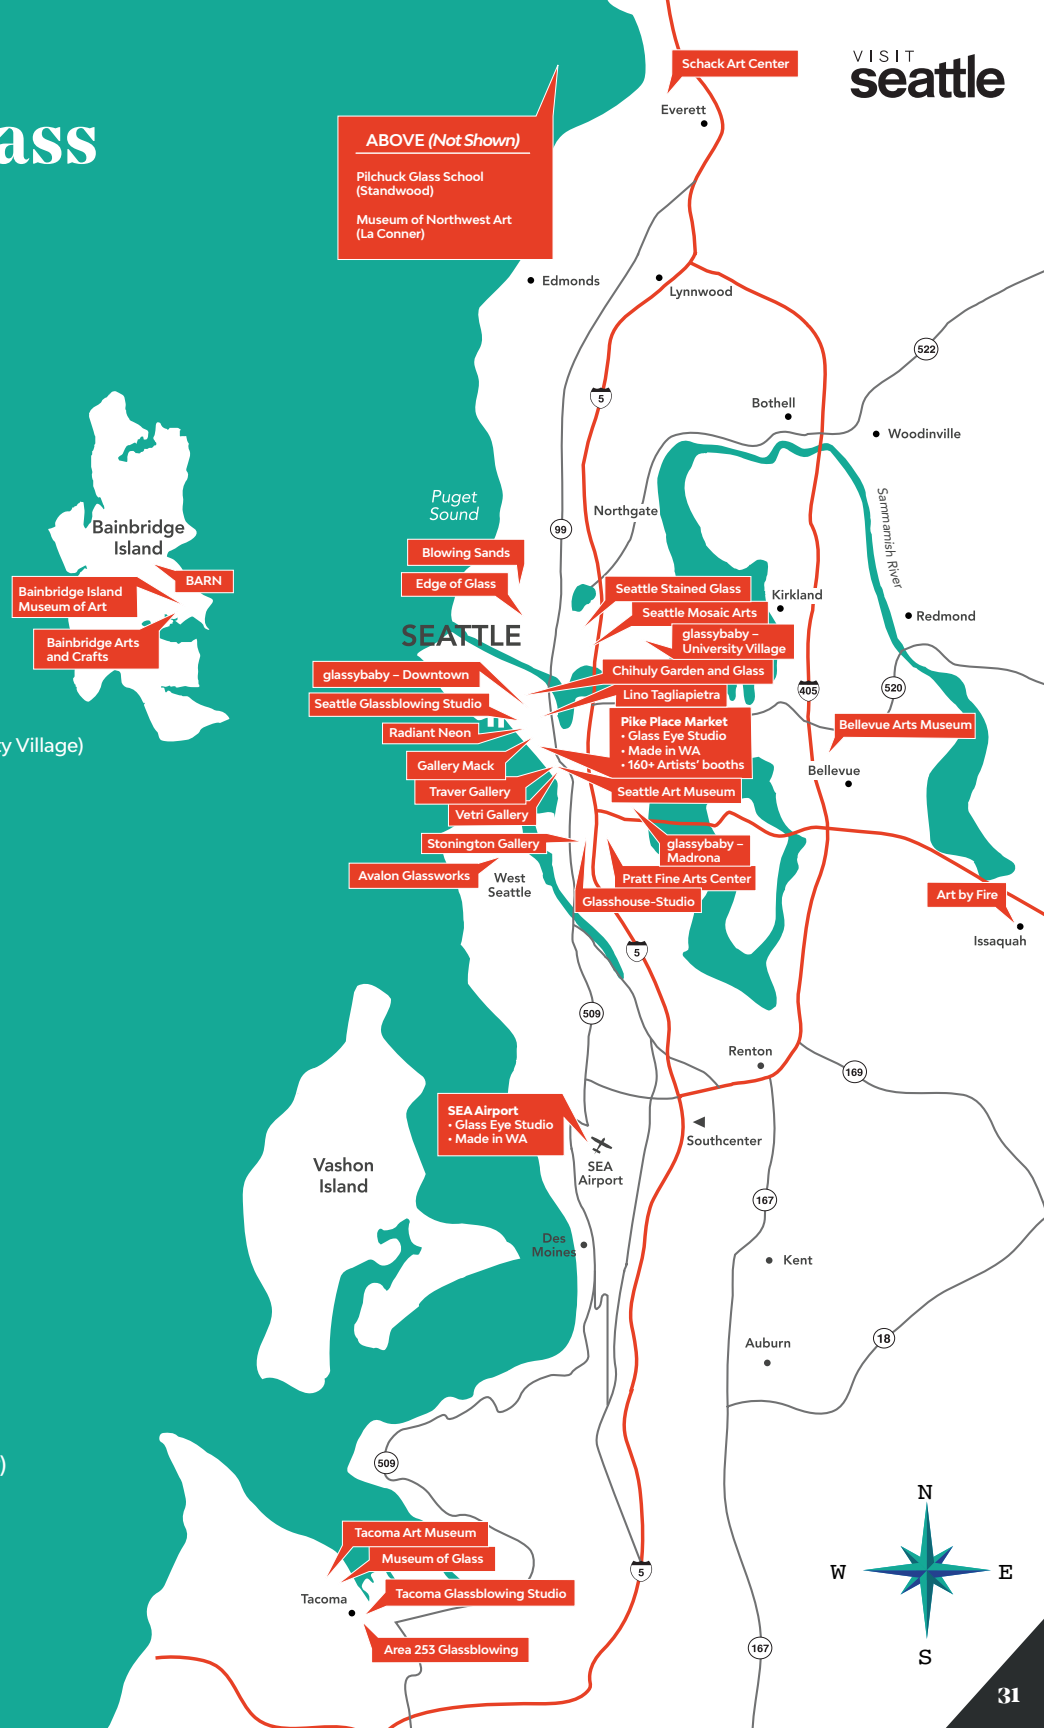 VISIT
seattle
ass
Schack Art Center
Everett
ABOVE (Not Shown)
Pilchuck Glass School
(Standwood)
Museum of Northwest Art
(La Conner)
Edmonds
Lynnwood
522
5
Bothell
Woodinville
Puget
Sound
Northgate
99
Sammamish River
Bainbridge
Island
BARN
Bainbridge Island
Museum of Art
Bainbridge Arts
and Crafts
Blowing Sands
Edge of Glass
SEATTLE
Seattle Stained Glass
Kirkland
Seattle Mosaic Arts
Redmond
glassybaby –
University Village
Chihuly Garden and Glass
glassybaby – Downtown
Lino Tagliapietra
405
520
Seattle Glassblowing Studio
Radiant Neon
Pike Place Market
• Glass Eye Studio
• Made in WA
• 160+ Artists' booths
Bellevue Arts Museum
y Village)
Gallery Mack
Bellevue
Traver Gallery
Seattle Art Museum
Vetri Gallery
Stonington Gallery
glassybaby –
Madrona
Avalon Glassworks
West
Seattle
Pratt Fine Arts Center
Glasshouse-Studio
Art by Fire
Issaquah
5
509
Renton
169
SEA Airport
• Glass Eye Studio
• Made in WA
Southcenter
SEA
Airport
Vashon
Island
167
Des
Moines
Kent
18
Auburn
)
509
N
W
E
S
Tacoma Art Museum
Museum of Glass
5
Tacoma Glassblowing Studio
Tacoma
Area 253 Glassblowing
167
31